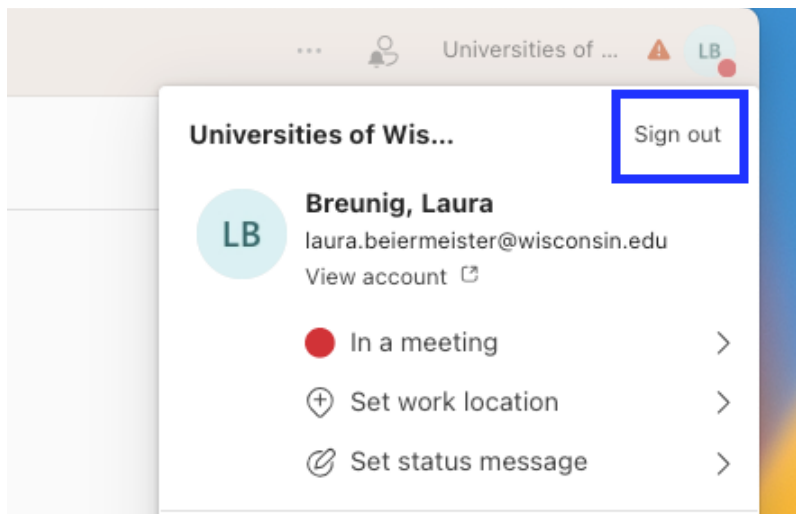 ... Universities of ... LB
Universities of Wis... Sign out
LB
Breunig, Laura
laura.beiermeister@wisconsin.edu
View account
In a meeting
Set work location
Set status message